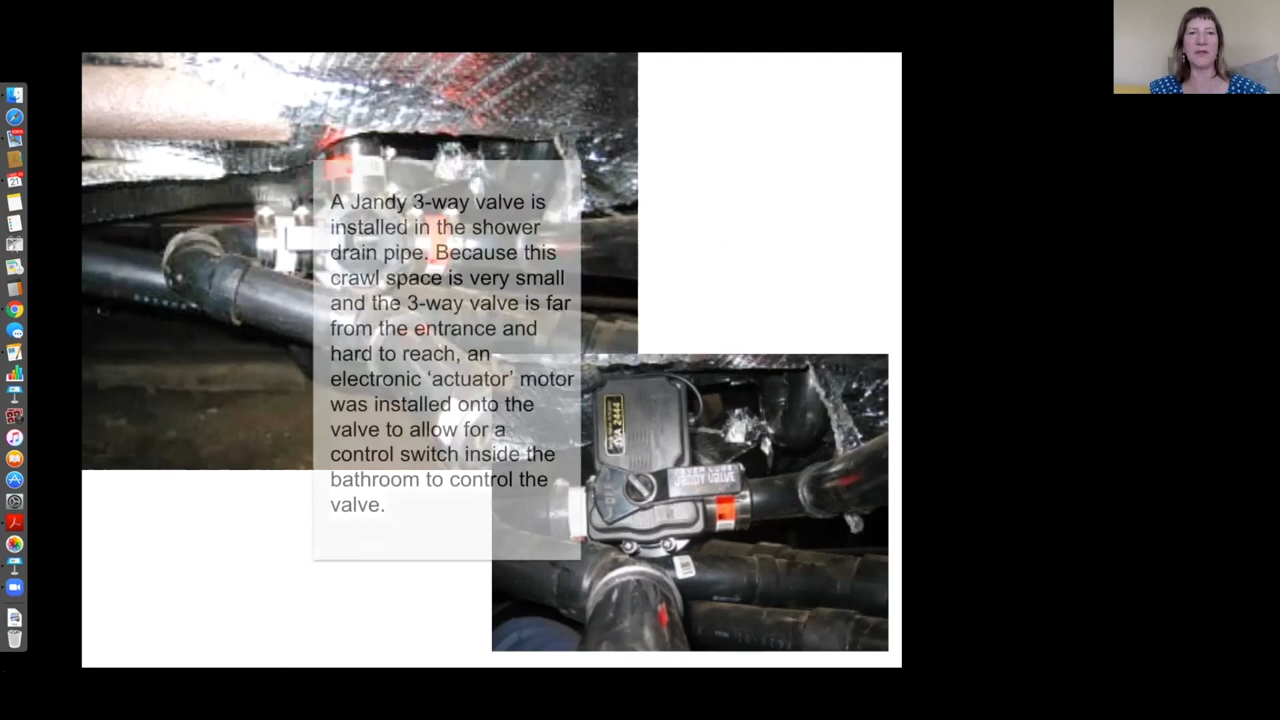 A Jandy 3-way valve is
installed in the shower
drain pipe. Because this
crawl space is very small
and the 3-way valve is far
from the entrance and
hard to reach, an
electronic ‘actuator’ motor
was installed onto the
valve to allow for a
control switch inside the
bathroom to control the
valve.
2444